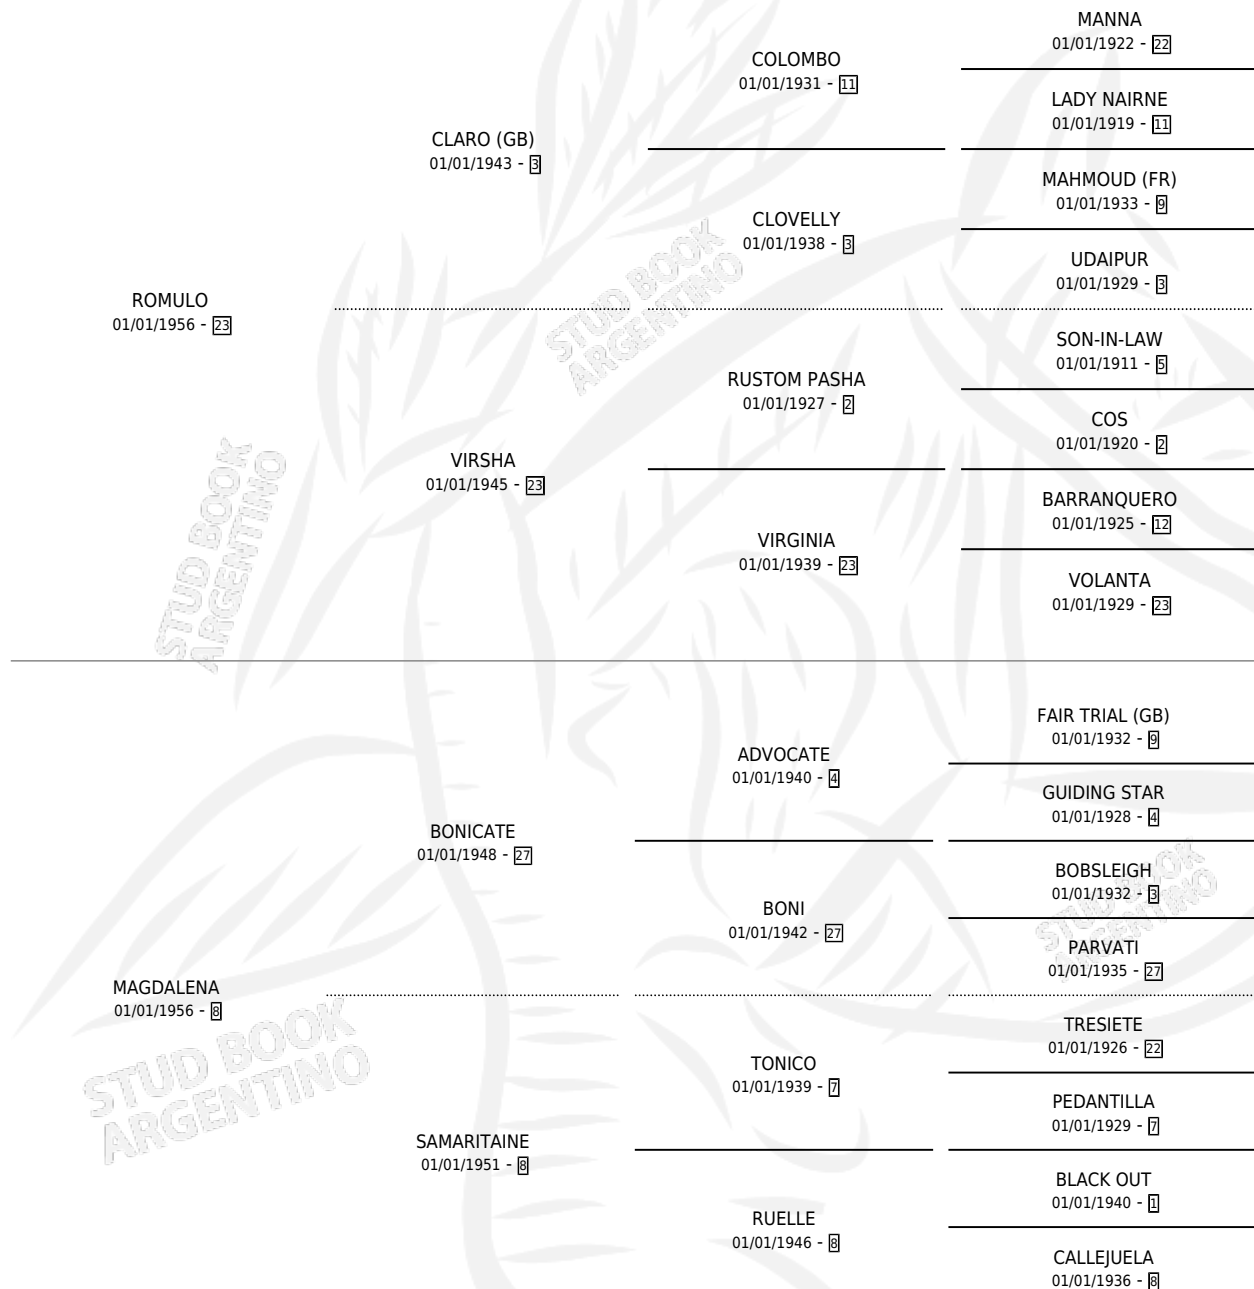 ROMULO
01/01/1956 - 23
CLARO (GB)
01/01/1943 - 3
VIRSHA
01/01/1945 - 23
COLOMBO
01/01/1931 - 11
CLOVELLY
01/01/1938 - 3
RUSTOM PASHA
01/01/1927 - 2
VIRGINIA
01/01/1939 - 23
MANNA
01/01/1922 - 22
LADY NAIRNE
01/01/1919 - 11
MAHMOUD (FR)
01/01/1933 - 9
UDAIPUR
01/01/1929 - 3
SON-IN-LAW
01/01/1911 - 5
COS
01/01/1920 - 2
BARRANQUERO
01/01/1925 - 12
VOLANTA
01/01/1929 - 23
MAGDALENA
01/01/1956 - 8
BONICATE
01/01/1948 - 27
SAMARITAINE
01/01/1951 - 8
ADVOCATE
01/01/1940 - 4
BONI
01/01/1942 - 27
TONICO
01/01/1939 - 7
RUELLE
01/01/1946 - 8
FAIR TRIAL (GB)
01/01/1932 - 9
GUIDING STAR
01/01/1928 - 4
BOBSLEIGH
01/01/1932 - 3
PARVATI
01/01/1935 - 27
TRESIETE
01/01/1926 - 22
PEDANTILLA
01/01/1929 - 7
BLACK OUT
01/01/1940 - 1
CALLEJUELA
01/01/1936 - 8
STUD BOOK
ARGENTINO
STUD BOOK
ARGENTINO
STUD BOOK
ARGENTINO
STUD BOOK
ARGENTINO